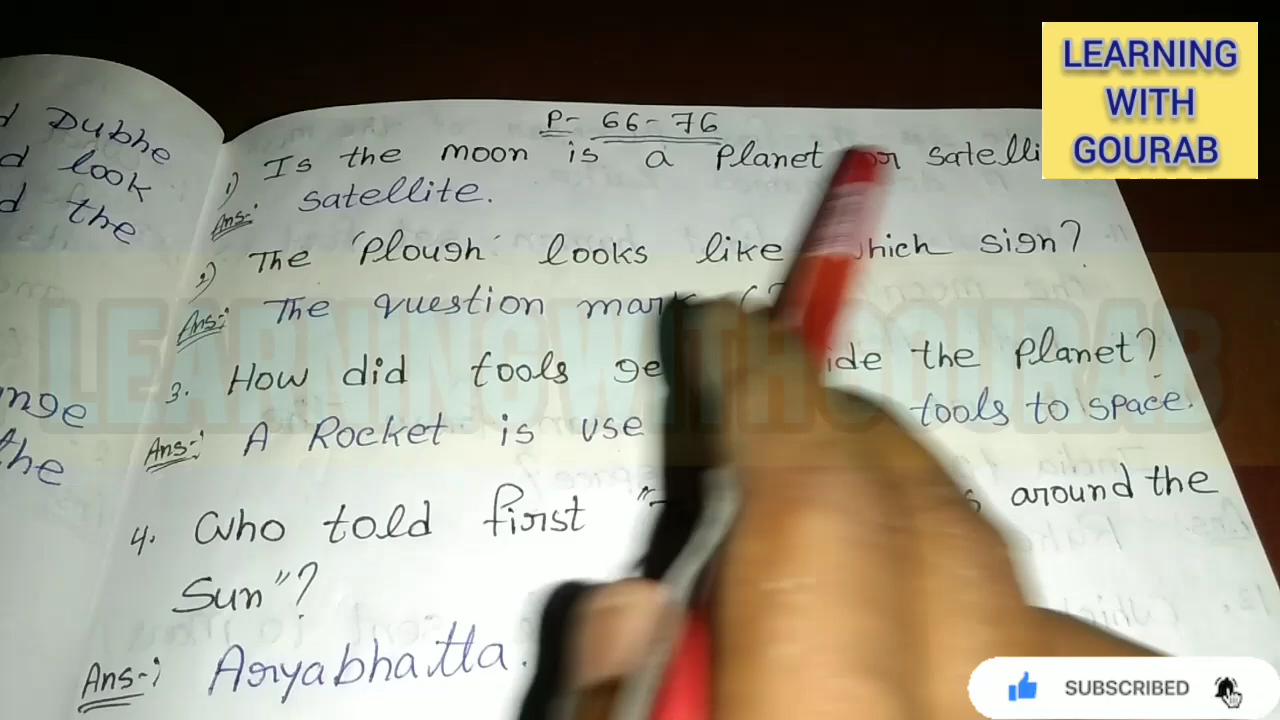 d Dubhe
d look
d the
nge
the
P- 66-76
1) Is the moon is a Planet or satelli
Ans: satellite.
2) The 'Plough' looks like which sign?
Ans: The question mark (?
3. How did tools ge ide the Planet?
Ans: A Rocket is use tools to space.
4. Who told first " s around the
Sun"?
Ans: Aryabhatta.
LEARNING
WITH
GOURAB
LEARNINGWITHGOURAB
SUBSCRIBED